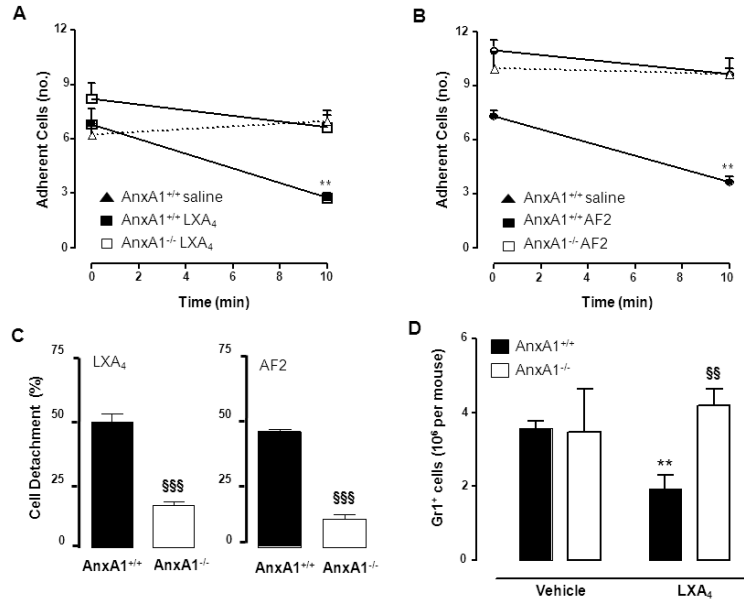 A
Adherent Cells (no.)
12
9
6
3
0
**
AnxA1+/+ saline
AnxA1+/+ LXA4
AnxA1-/- LXA4
0 2 4 6 8 10
Time (min)
B
Adherent Cells (no.)
12
9
6
3
0
**
AnxA1+/+ saline
AnxA1+/+ AF2
AnxA1-/- AF2
0 2 4 6 8 10
Time (min)
C
Cell Detachment (%)
75
50
25
0
LXA4
§§§
AnxA1+/+ AnxA1-/-
75
50
25
0
AF2
§§§
AnxA1+/+ AnxA1-/-
D
Gr1+ cells (10⁶ per mouse)
6
4
2
0
AnxA1+/+
AnxA1-/-
§§
**
Vehicle LXA4